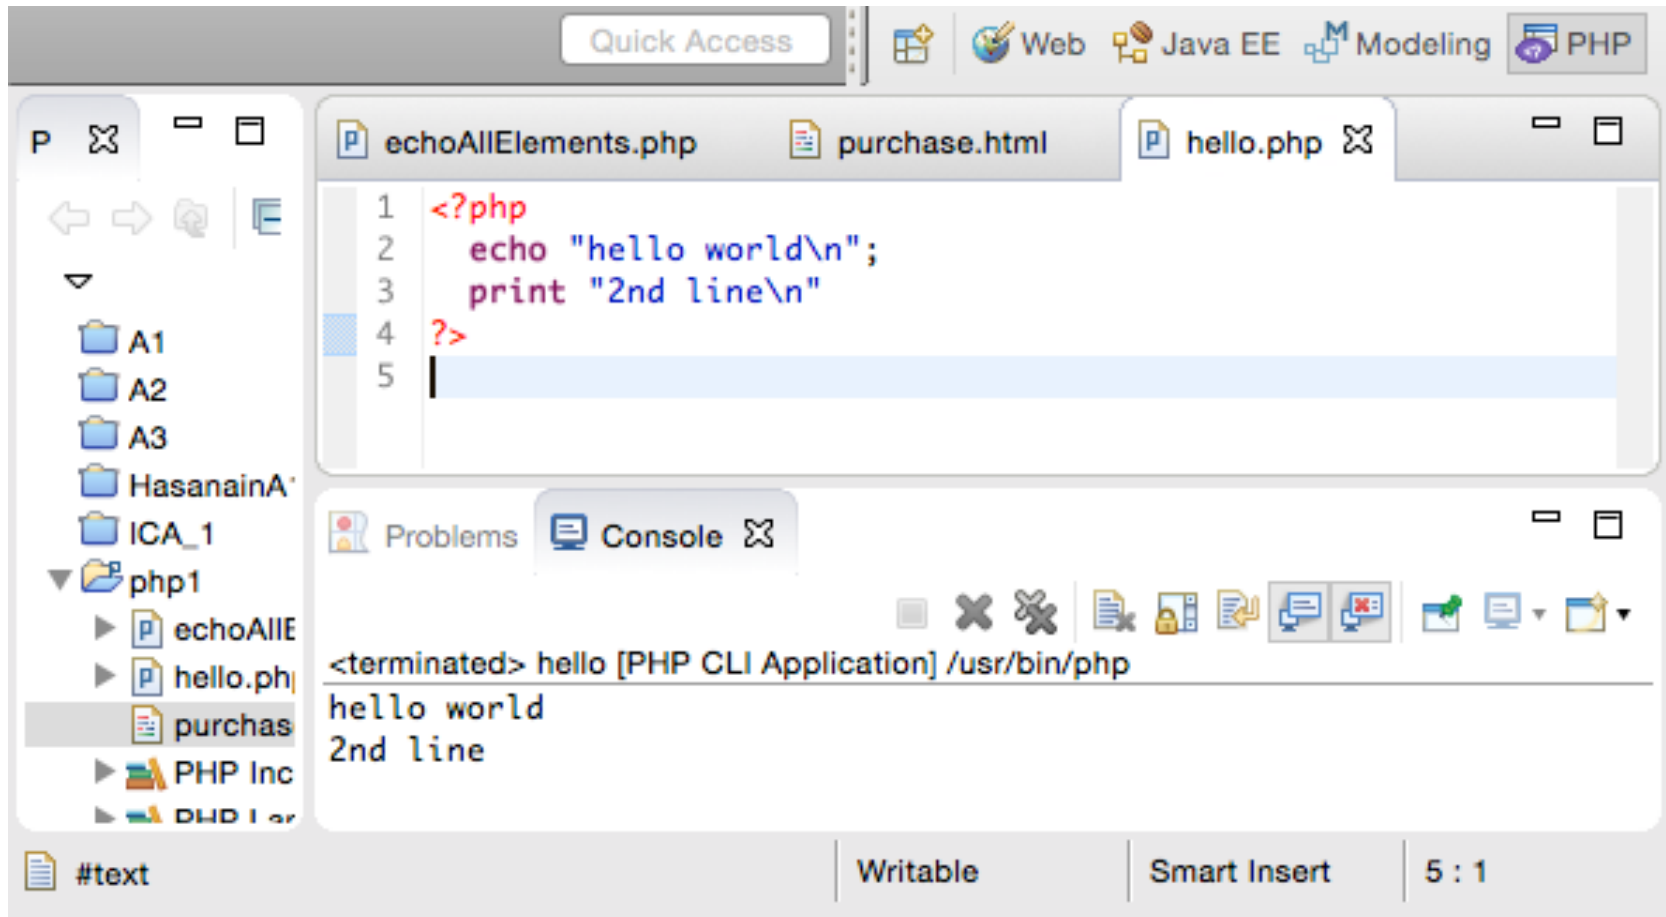 Quick Access Web Java EE Modeling PHP
P
A1
A2
A3
HasanainA
ICA_1
php1
echoAllE
hello.ph
purchas
PHP Inc
PHP Lar
echoAllElements.php purchase.html hello.php
1 <?php
2 echo "hello world\n";
3 print "2nd line\n"
4 ?>
5
Problems Console
<terminated> hello [PHP CLI Application] /usr/bin/php
hello world
2nd line
#text Writable Smart Insert 5 : 1